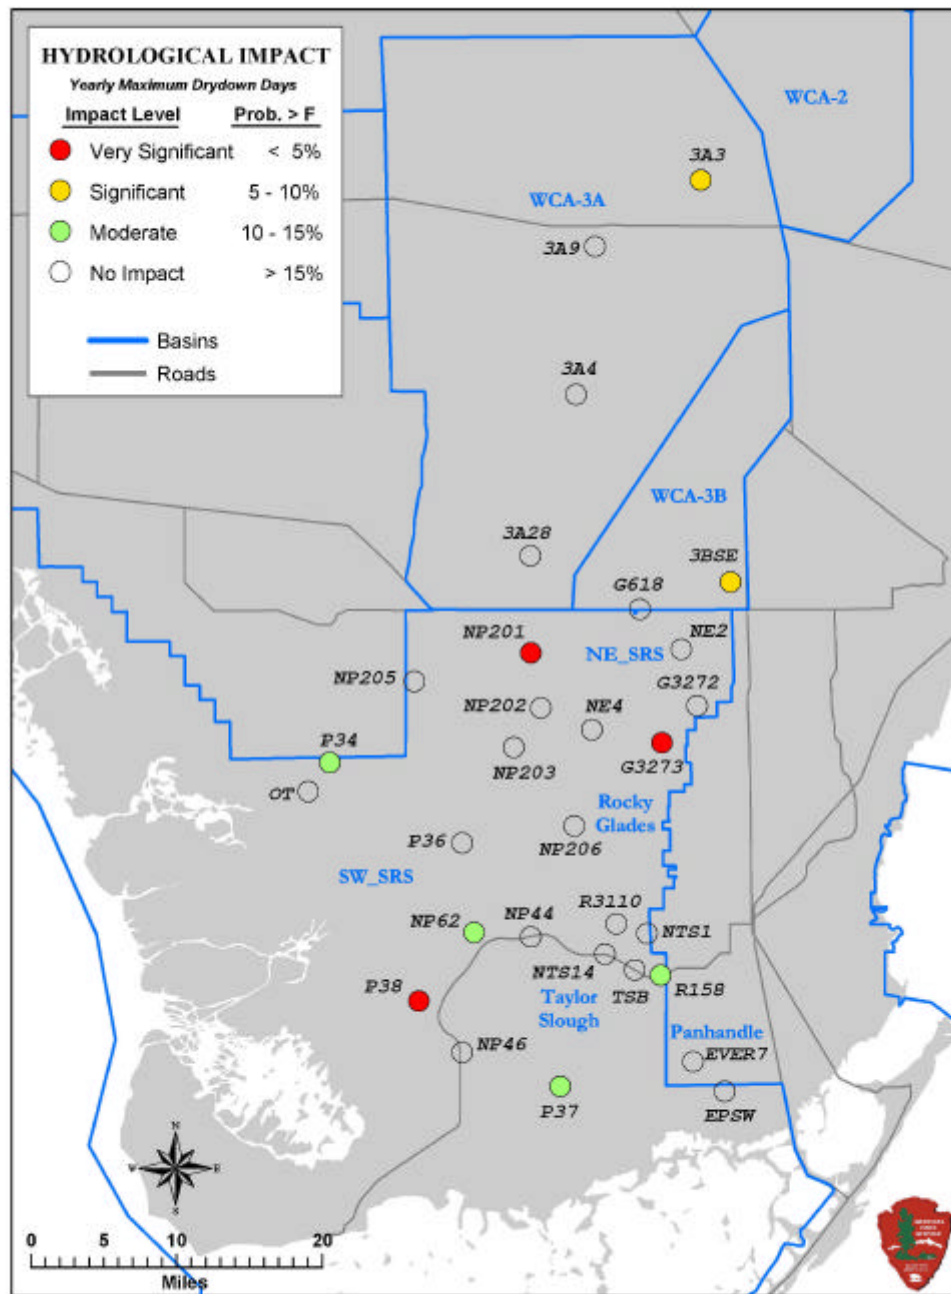 HYDROLOGICAL IMPACT
Yearly Maximum Drydown Days
Impact Level Prob. > F
Very Significant < 5%
Significant 5 - 10%
Moderate 10 - 15%
No Impact > 15%
Basins
Roads
WCA-2
3A3
WCA-3A
3A9
3A4
WCA-3B
3A28
3BSE
G618
NP201
NE2
NE_SRS
NP205
G3272
NP202
NE4
P34
NP203
G3273
OT
Rocky
Glades
P36
NP206
SW_SRS
R3110
NP62
NP44
NTS1
NTS14
P38
TSB
R158
Taylor
Slough
Panhandle
NP46
EVER7
P37
EPSW
N
W
E
S
0 5 10 20
Miles